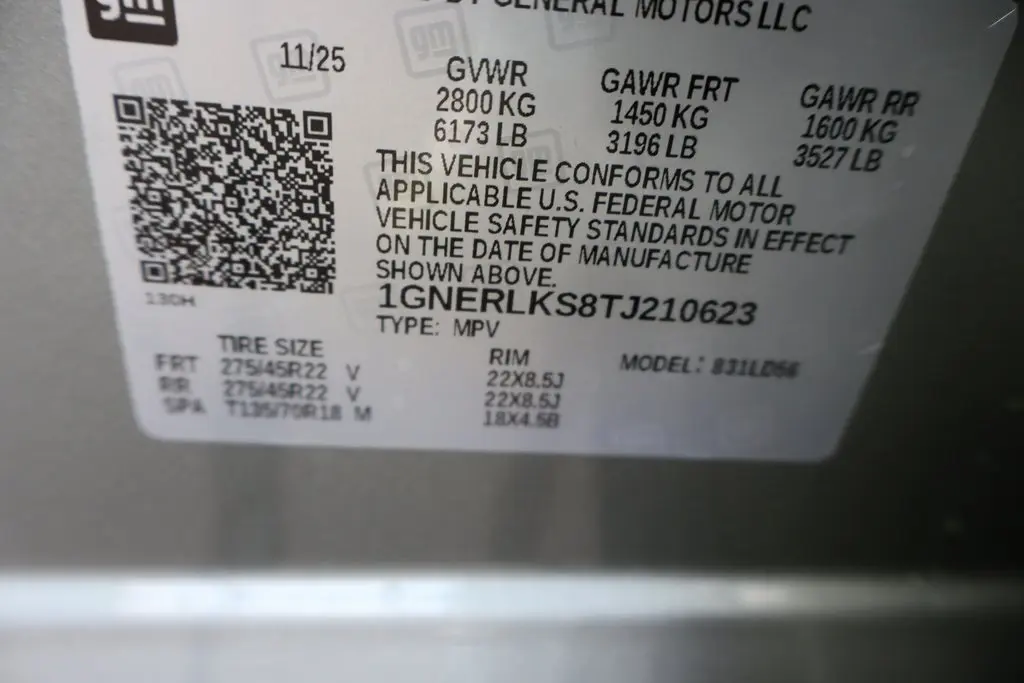 gm
BY GENERAL MOTORS LLC
11/25
GVWR GAWR FRT GAWR RR
2800 KG 1450 KG 1600 KG
6173 LB 3196 LB 3527 LB
THIS VEHICLE CONFORMS TO ALL
APPLICABLE U.S. FEDERAL MOTOR
VEHICLE SAFETY STANDARDS IN EFFECT
ON THE DATE OF MANUFACTURE
SHOWN ABOVE.
1GNERLKS8TJ210623
130H
TYPE: MPV
TIRE SIZE RIM MODEL: 831LD56
FRT 275/45R22 V 22X8.5J
RR 275/45R22 V 22X8.5J
SPA T135/70R18 M 18X4.5B